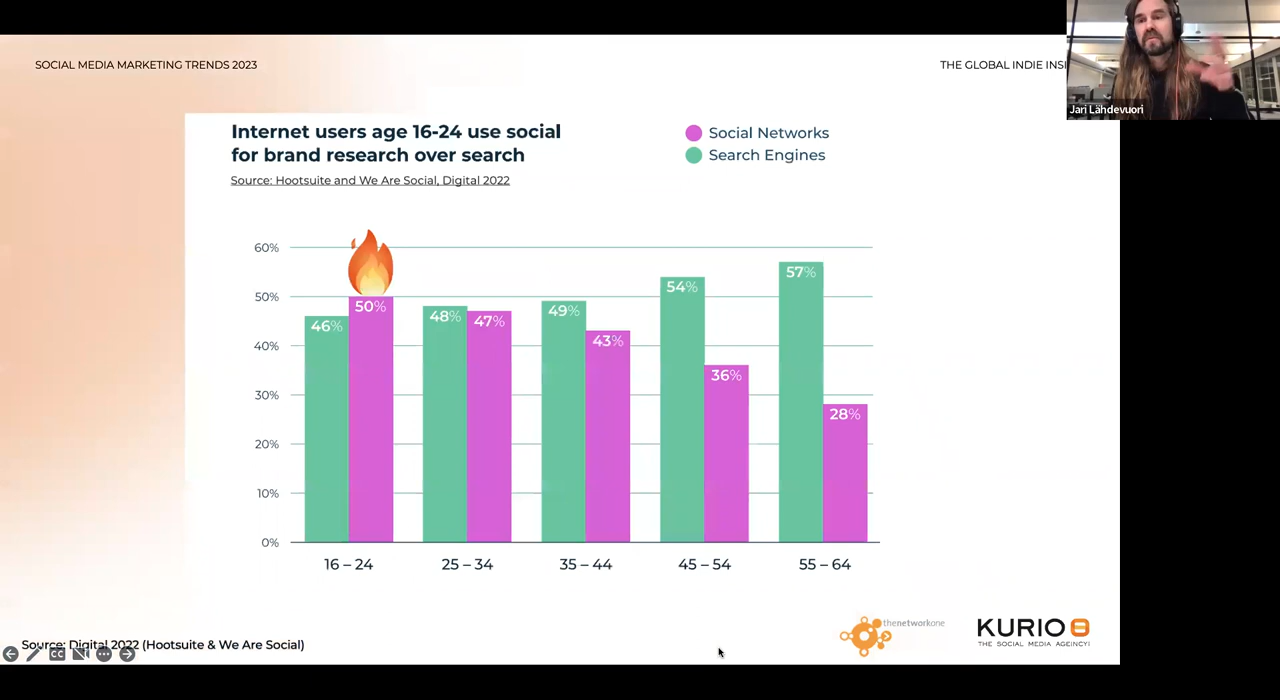 SOCIAL MEDIA MARKETING TRENDS 2023
THE GLOBAL INDIE
Jari Lähdevuori
Internet users age 16-24 use social
for brand research over search
Source: Hootsuite and We Are Social, Digital 2022
Social Networks
Search Engines
60%
50%
40%
30%
20%
10%
0%
46%
50%
48%
47%
49%
43%
54%
36%
57%
28%
16 – 24
25 – 34
35 – 44
45 – 54
55 – 64
Source: Digital 2022 (Hootsuite & We Are Social)
CC
thenetworkone
KURIO
THE SOCIAL MEDIA AGEINCY!